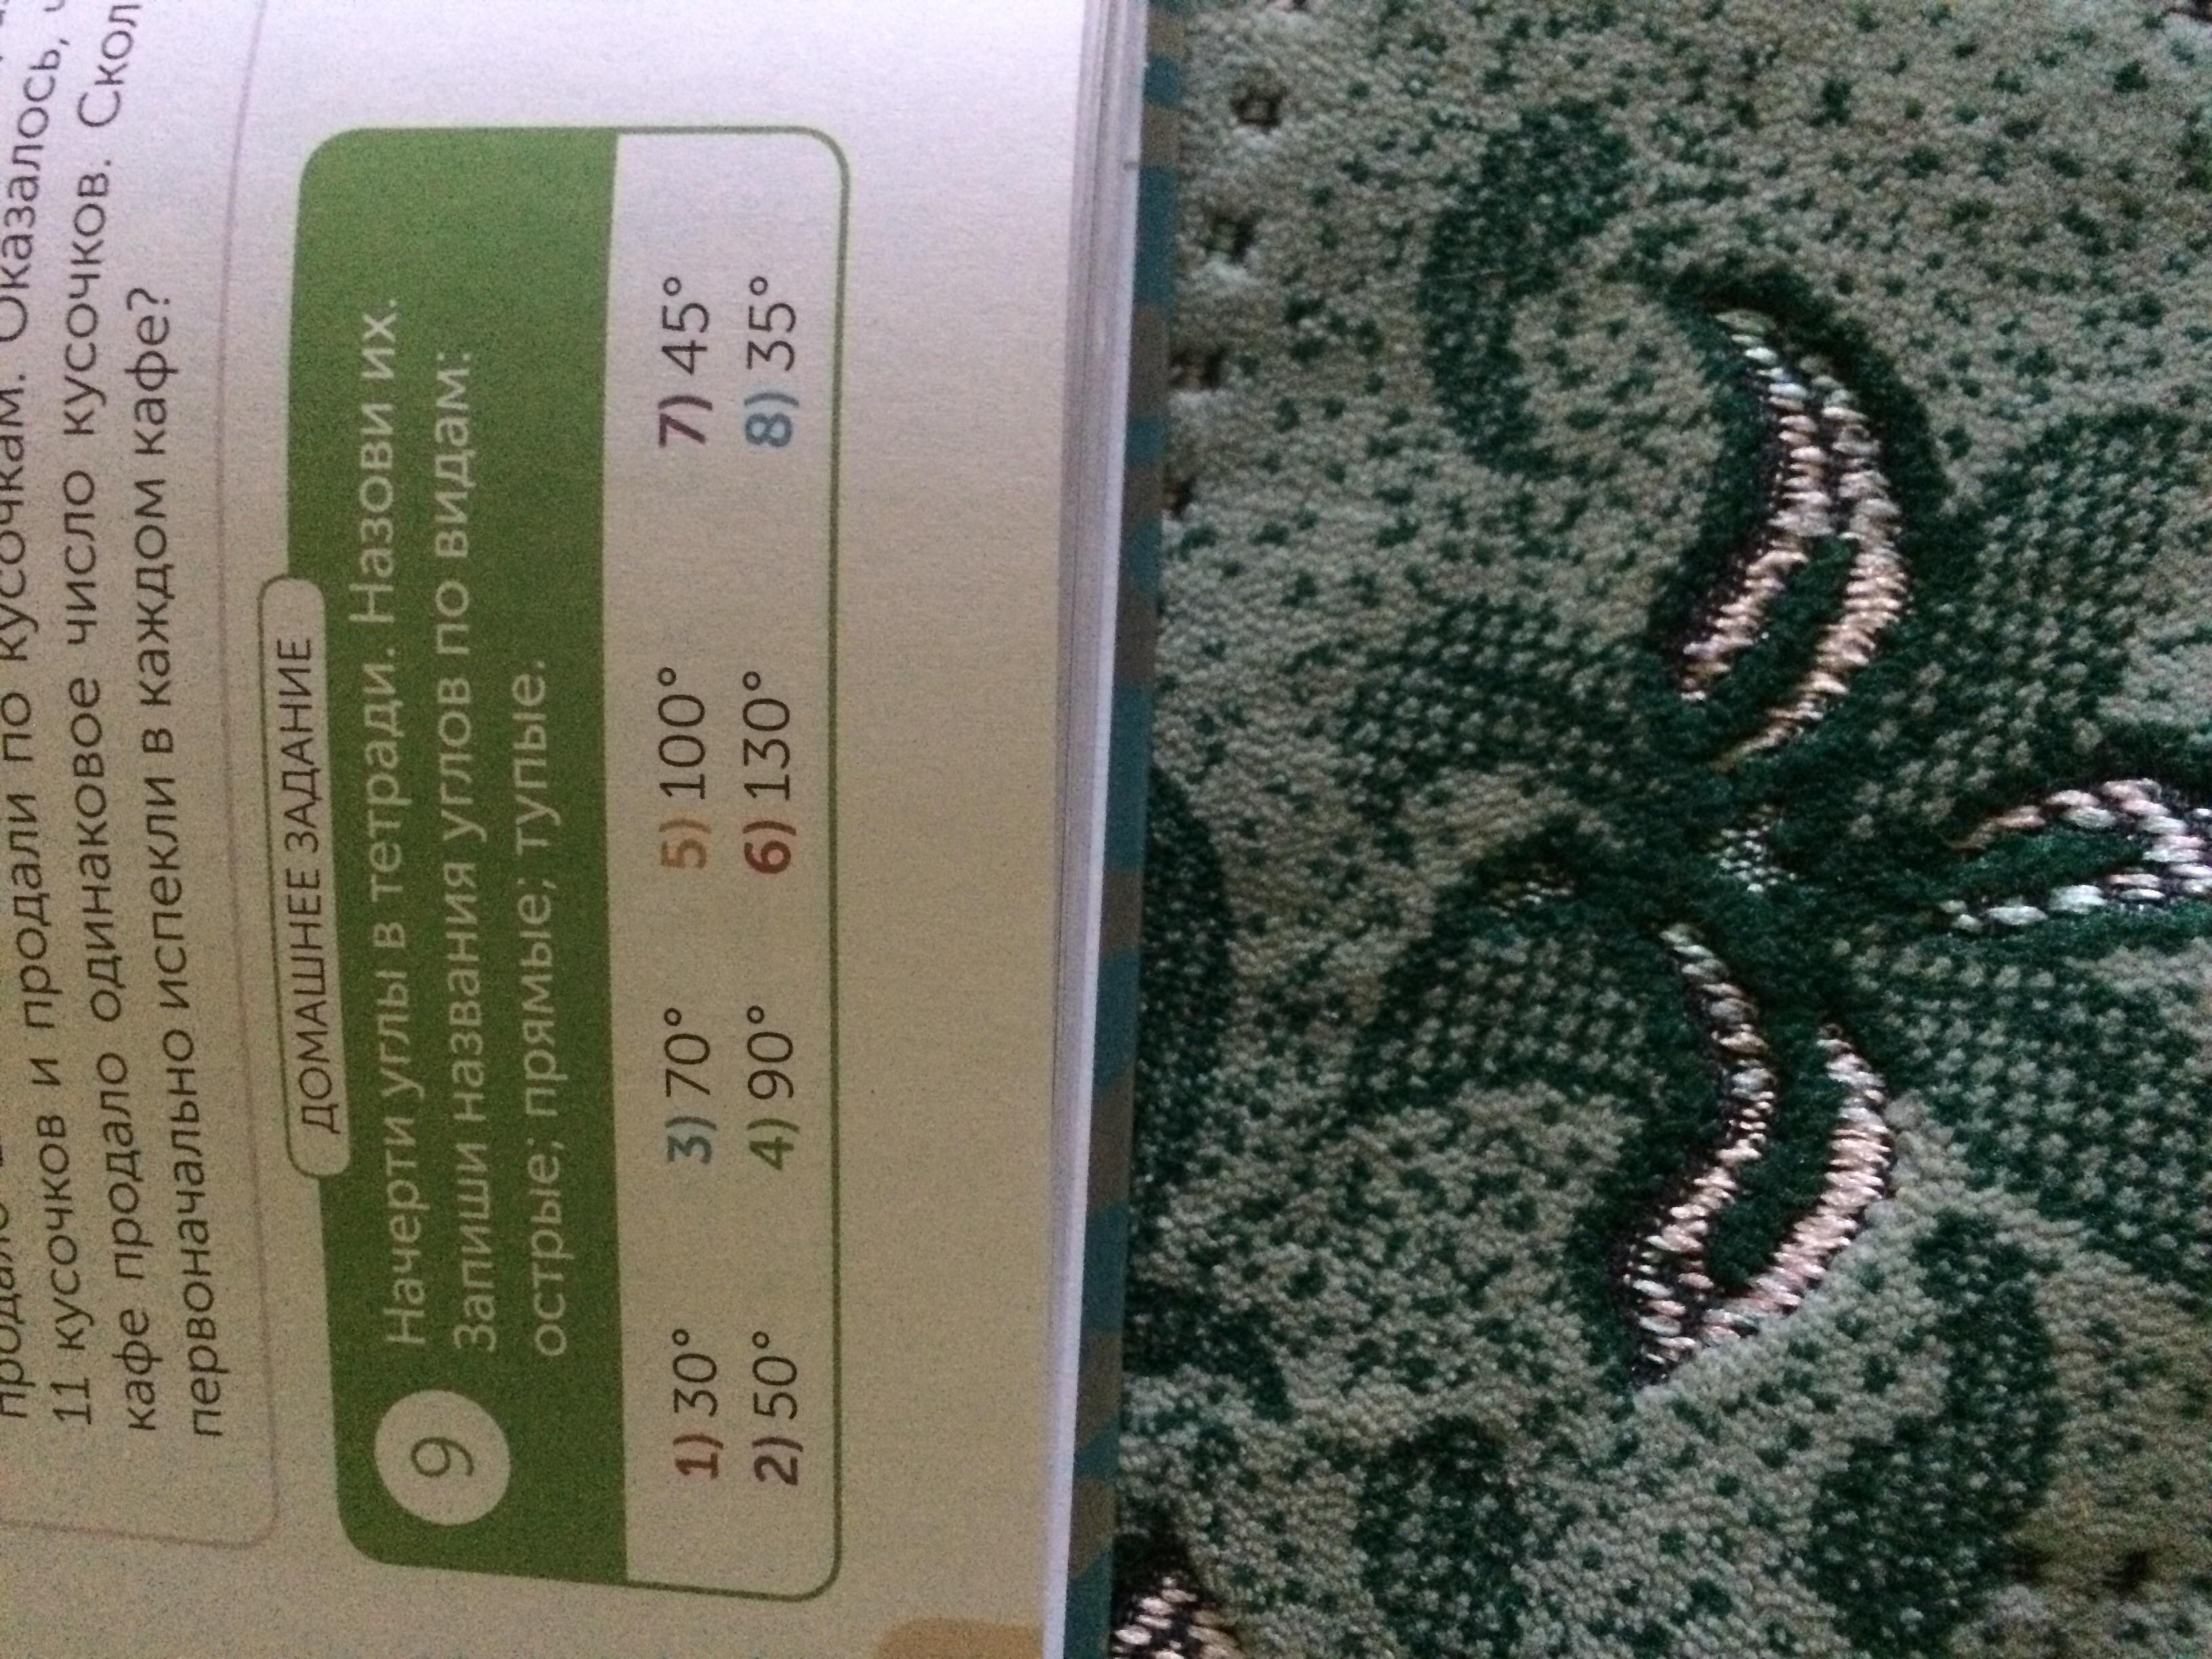 11 кусочков и продали по кусочкам. Оказалось,
кафе продало одинаковое число кусочков. Скол
первоначально испекли в каждом кафе?
ДОМАШНЕЕ ЗАДАНИЕ
9
Начерти углы в тетради. Назови их.
Запиши названия углов по видам:
острые; прямые; тупые.
1) 30° 3) 70° 5) 100° 7) 45°
2) 50° 4) 90° 6) 130° 8) 35°